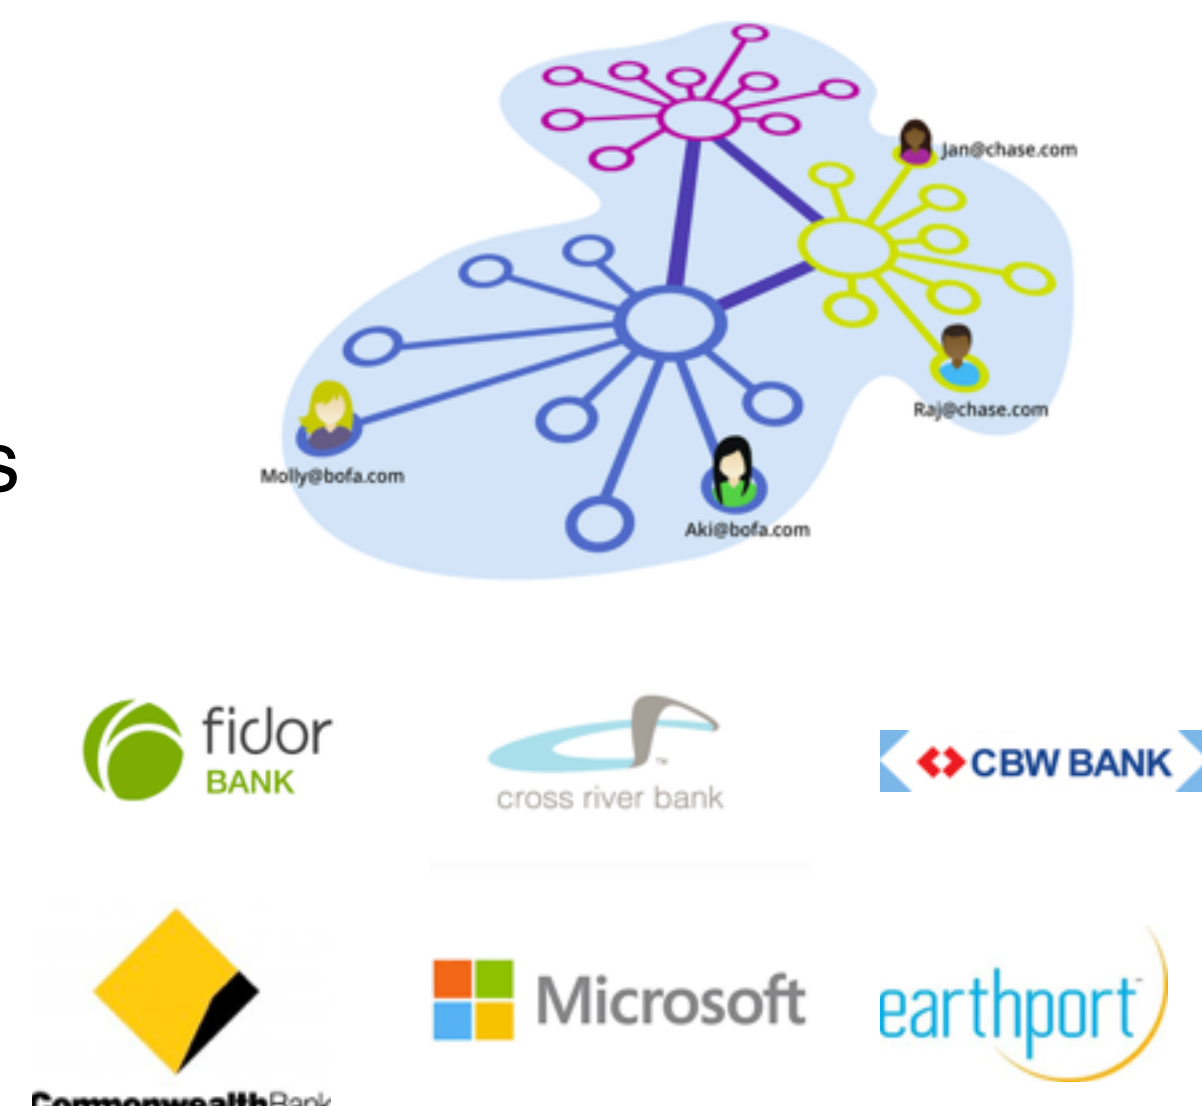 Jan@chase.com
Raj@chase.com
s
Molly@bofa.com
Aki@bofa.com
fidor
BANK
cross river bank
TM
CBW BANK
Microsoft
earthport
CommonwealthBank